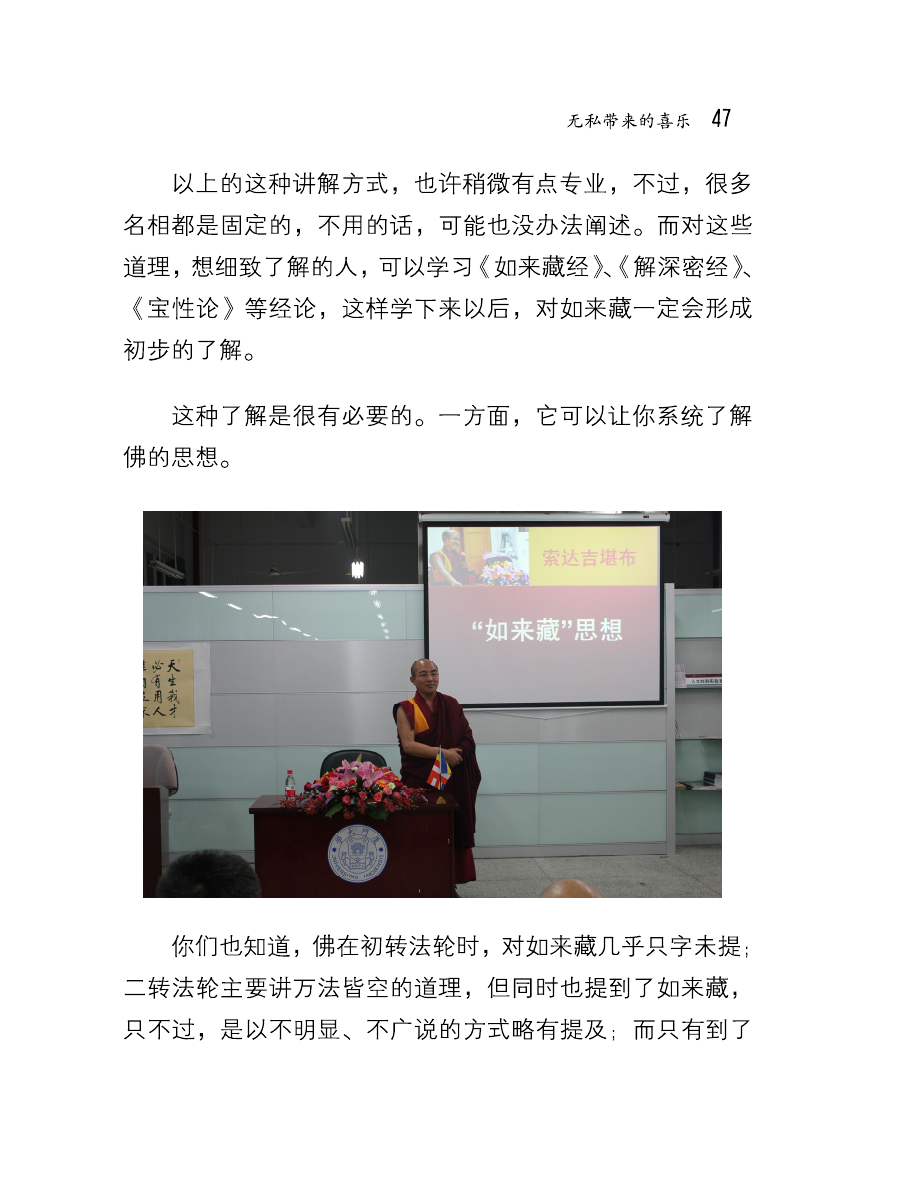 无私带来的喜乐 47
以上的这种讲解方式，也许稍微有点专业，不过，很多
名相都是固定的，不用的话，可能也没办法阐述。而对这些
道理，想细致了解的人，可以学习《如来藏经》、《解深密经》、
《宝性论》等经论，这样学下来以后，对如来藏一定会形成
初步的了解。
这种了解是很有必要的。一方面，它可以让你系统了解
佛的思想。
索达吉堪布
“如来藏”思想
天生我才
必有用
你们也知道，佛在初转法轮时，对如来藏几乎只字未提；
二转法轮主要讲万法皆空的道理，但同时也提到了如来藏，
只不过，是以不明显、不广说的方式略有提及；而只有到了